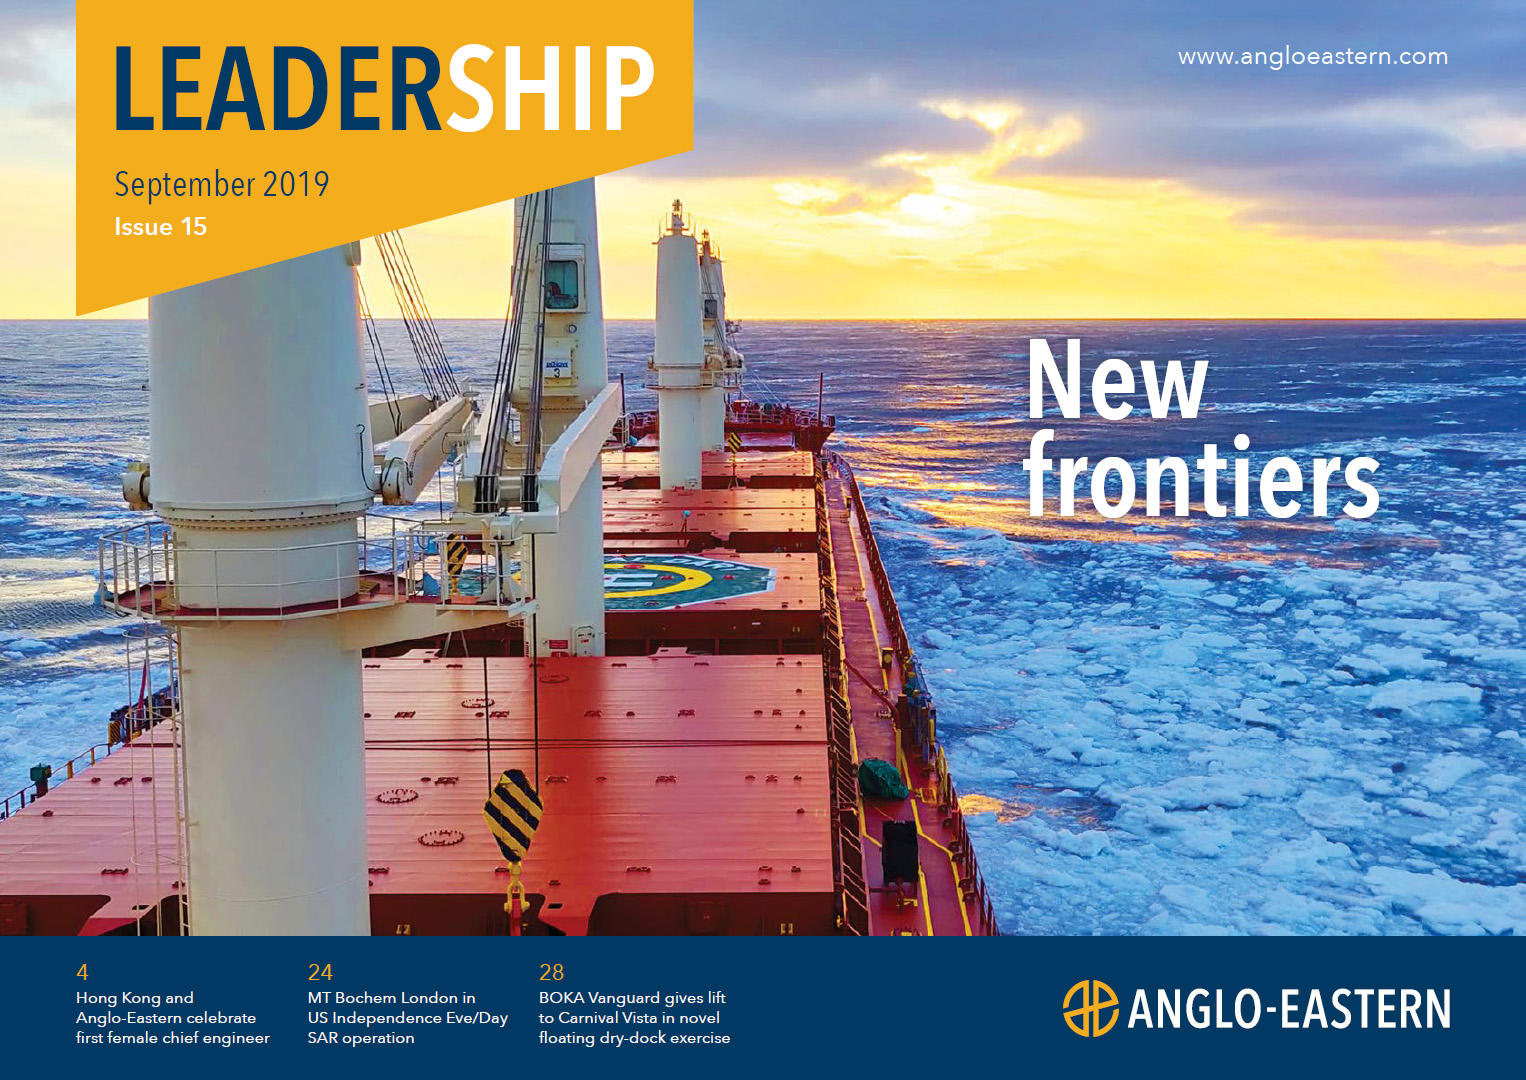 LEADERSHIP
September 2019
Issue 15
www.angloeastern.com
New
frontiers
3
4
Hong Kong and
Anglo-Eastern celebrate
first female chief engineer
24
MT Bochem London in
US Independence Eve/Day
SAR operation
28
BOKA Vanguard gives lift
to Carnival Vista in novel
floating dry-dock exercise
ANGLO-EASTERN